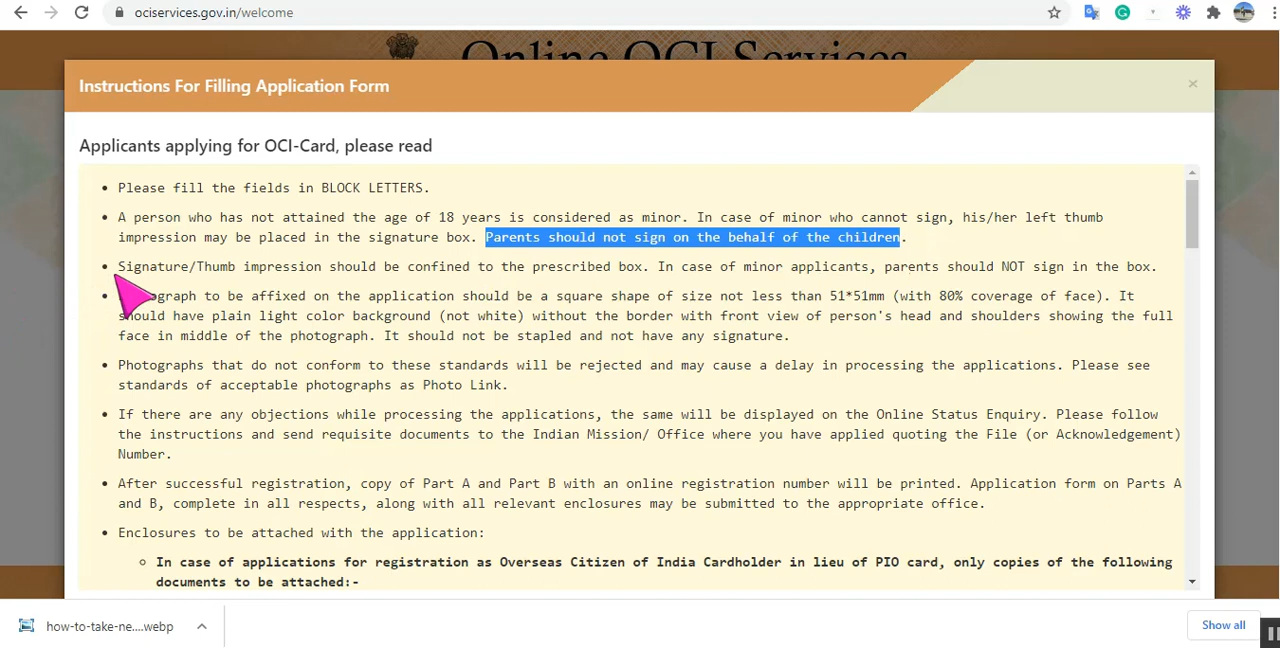 ociservices.gov.in/welcome
Online OCI Services
Instructions For Filling Application Form
×
Applicants applying for OCI-Card, please read
• Please fill the fields in BLOCK LETTERS.
• A person who has not attained the age of 18 years is considered as minor. In case of minor who cannot sign, his/her left thumb
impression may be placed in the signature box. Parents should not sign on the behalf of the children.
• Signature/Thumb impression should be confined to the prescribed box. In case of minor applicants, parents should NOT sign in the box.
• to be affixed on the application should be a square shape of size not less than 51*51mm (with 80% coverage of face). It
should have plain light color background (not white) without the border with front view of person's head and shoulders showing the full
face in middle of the photograph. It should not be stapled and not have any signature.
• Photographs that do not conform to these standards will be rejected and may cause a delay in processing the applications. Please see
standards of acceptable photographs as Photo Link.
• If there are any objections while processing the applications, the same will be displayed on the Online Status Enquiry. Please follow
the instructions and send requisite documents to the Indian Mission/ Office where you have applied quoting the File (or Acknowledgement)
Number.
• After successful registration, copy of Part A and Part B with an online registration number will be printed. Application form on Parts A
and B, complete in all respects, along with all relevant enclosures may be submitted to the appropriate office.
• Enclosures to be attached with the application:
○ In case of applications for registration as Overseas Citizen of India Cardholder in lieu of PIO card, only copies of the following
documents to be attached:-
how-to-take-ne....webp
Show all